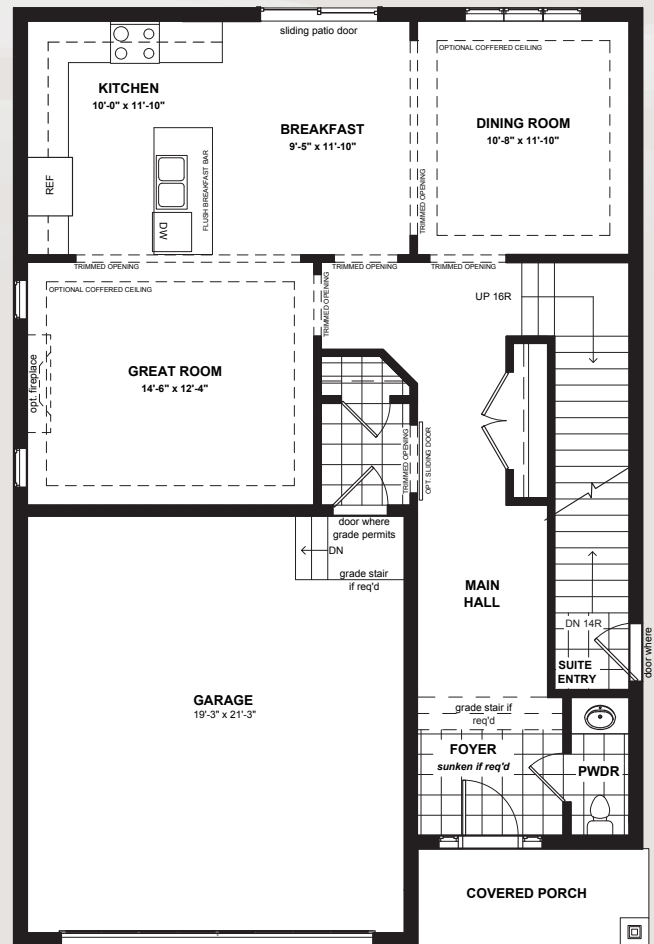 sliding patio door
OPTIONAL COFFERED CEILING
KITCHEN
10'-0" x 11'-10"
BREAKFAST
9'-5" x 11'-10"
DINING ROOM
10'-8" x 11'-10"
REF
FLUSH BREAKFAST BAR
DW
TRIMMED OPENING
TRIMMED OPENING
TRIMMED OPENING
TRIMMED OPENING
OPTIONAL COFFERED CEILING
TRIMMED OPENING
UP 16R
opt. fireplace
GREAT ROOM
14'-6" x 12'-4"
TRIMMED OPENING
OPT. SLIDING DOOR
door where
grade permits
DN
grade stair
if req'd
MAIN
HALL
DN 14R
SUITE
ENTRY
door where
GARAGE
19'-3" x 21'-3"
grade stair if
req'd
FOYER
sunken if req'd
PWDR
COVERED PORCH